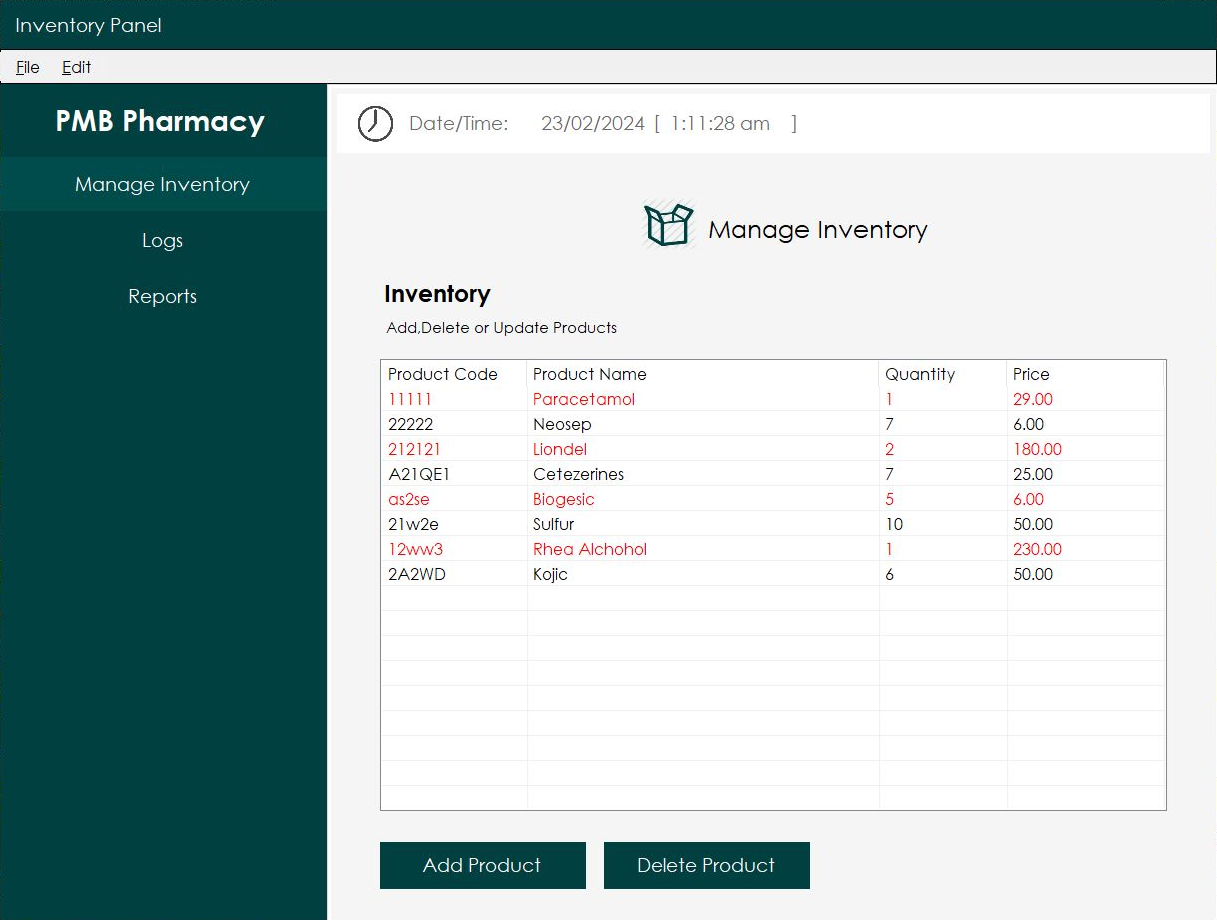 Inventory Panel
File Edit
PMB Pharmacy
Manage Inventory
Logs
Reports
Date/Time: 23/02/2024 [ 1:11:28 am ]
Manage Inventory
Inventory
Add,Delete or Update Products
Product Code Product Name Quantity Price
11111 Paracetamol 1 29.00
22222 Neosep 7 6.00
212121 Liondel 2 180.00
A21QE1 Cetezerines 7 25.00
as2se Biogesic 5 6.00
21w2e Sulfur 10 50.00
12ww3 Rhea Alchohol 1 230.00
2A2WD Kojic 6 50.00
Add Product Delete Product